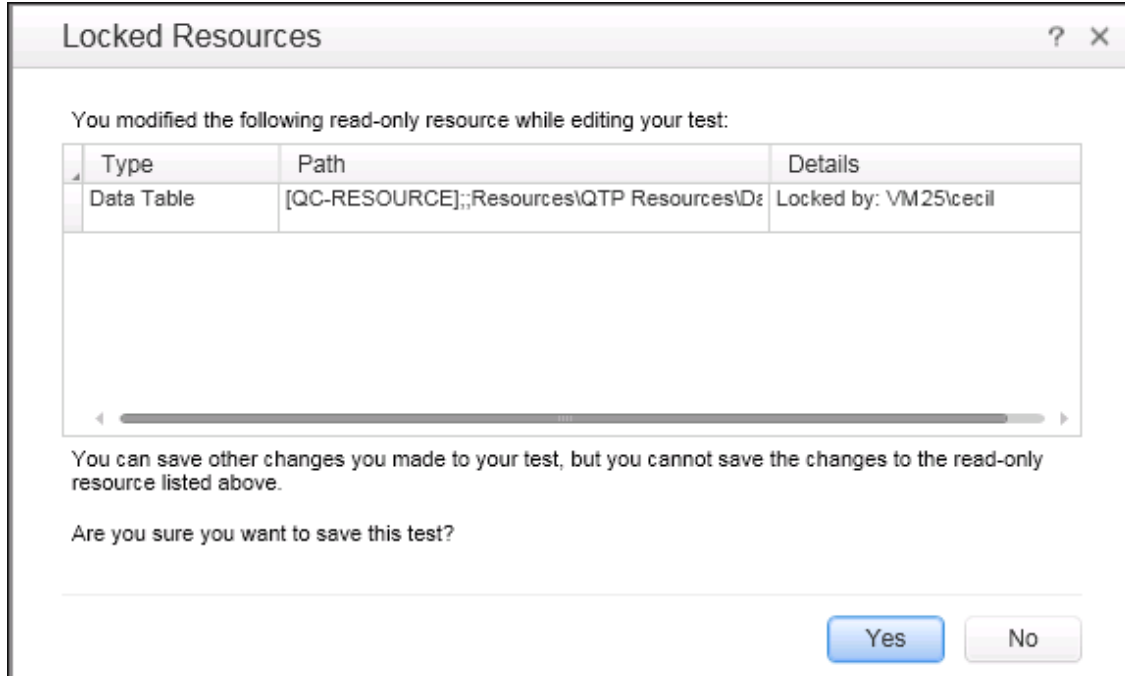 Locked Resources ? ×
You modified the following read-only resource while editing your test:
Type Path Details
Data Table [QC-RESOURCE];;Resources\QTP Resources\Da Locked by: VM25\cecil
You can save other changes you made to your test, but you cannot save the changes to the read-only
resource listed above.
Are you sure you want to save this test?
Yes No